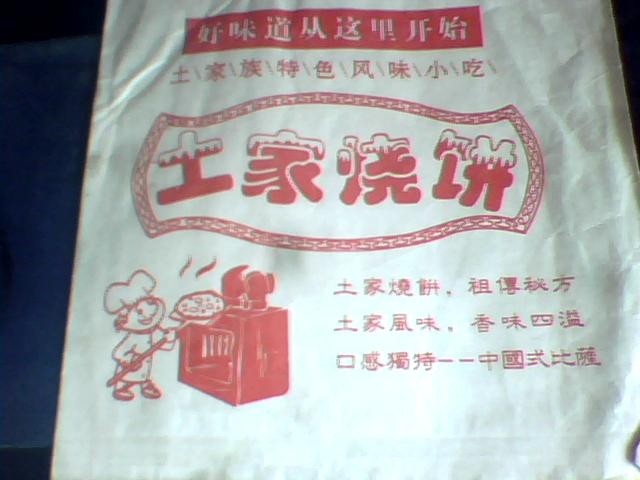 好味道从这里开始
土\家\族\特\色\风\味\小\吃\
土家烧饼
土家燒餅，祖傳秘方
土家風味，香味四溢
口感獨特——中國式比薩